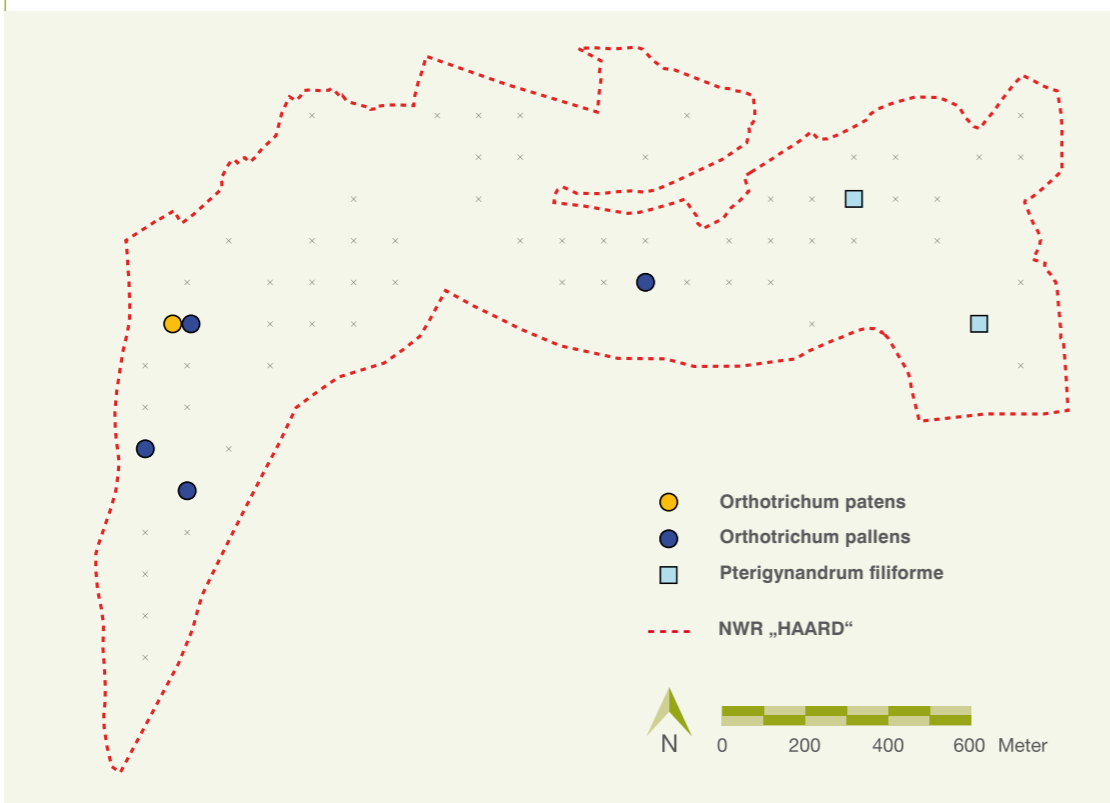 Orthotrichum patens
Orthotrichum pallens
Pterigynandrum filiforme
NWR „HAARD“
N 0 200 400 600 Meter